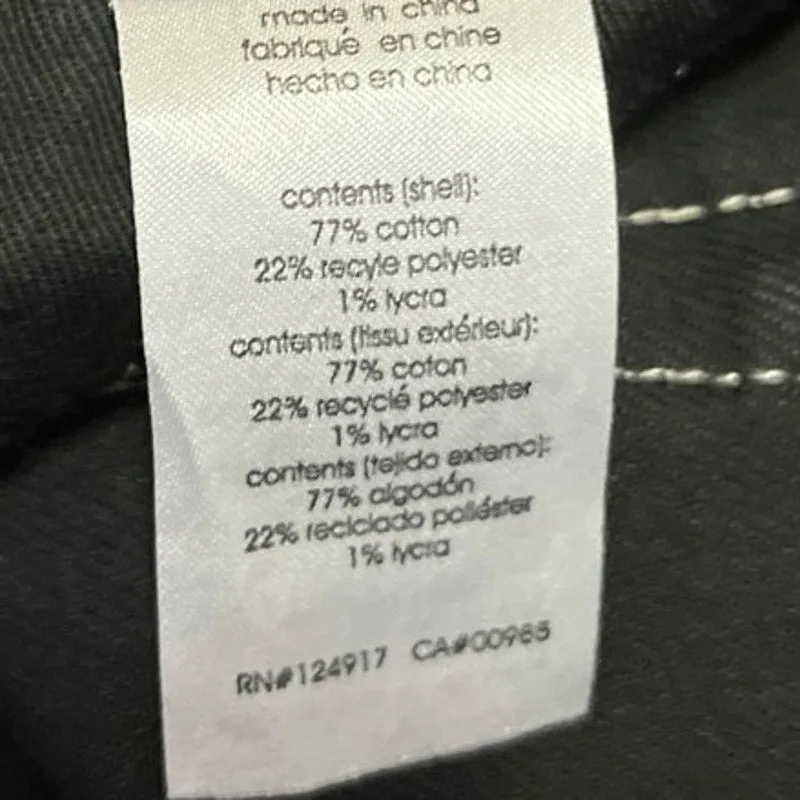 made in china
fabriqué en chine
hecho en china
contents (shell):
77% cotton
22% recyle polyester
1% lycra
contents (tissu extérieur):
77% coton
22% recyclé polyester
1% lycra
contents (tejido externo):
77% algodón
22% reciclado poliéster
1% lycra
RN#124917 CA#00985